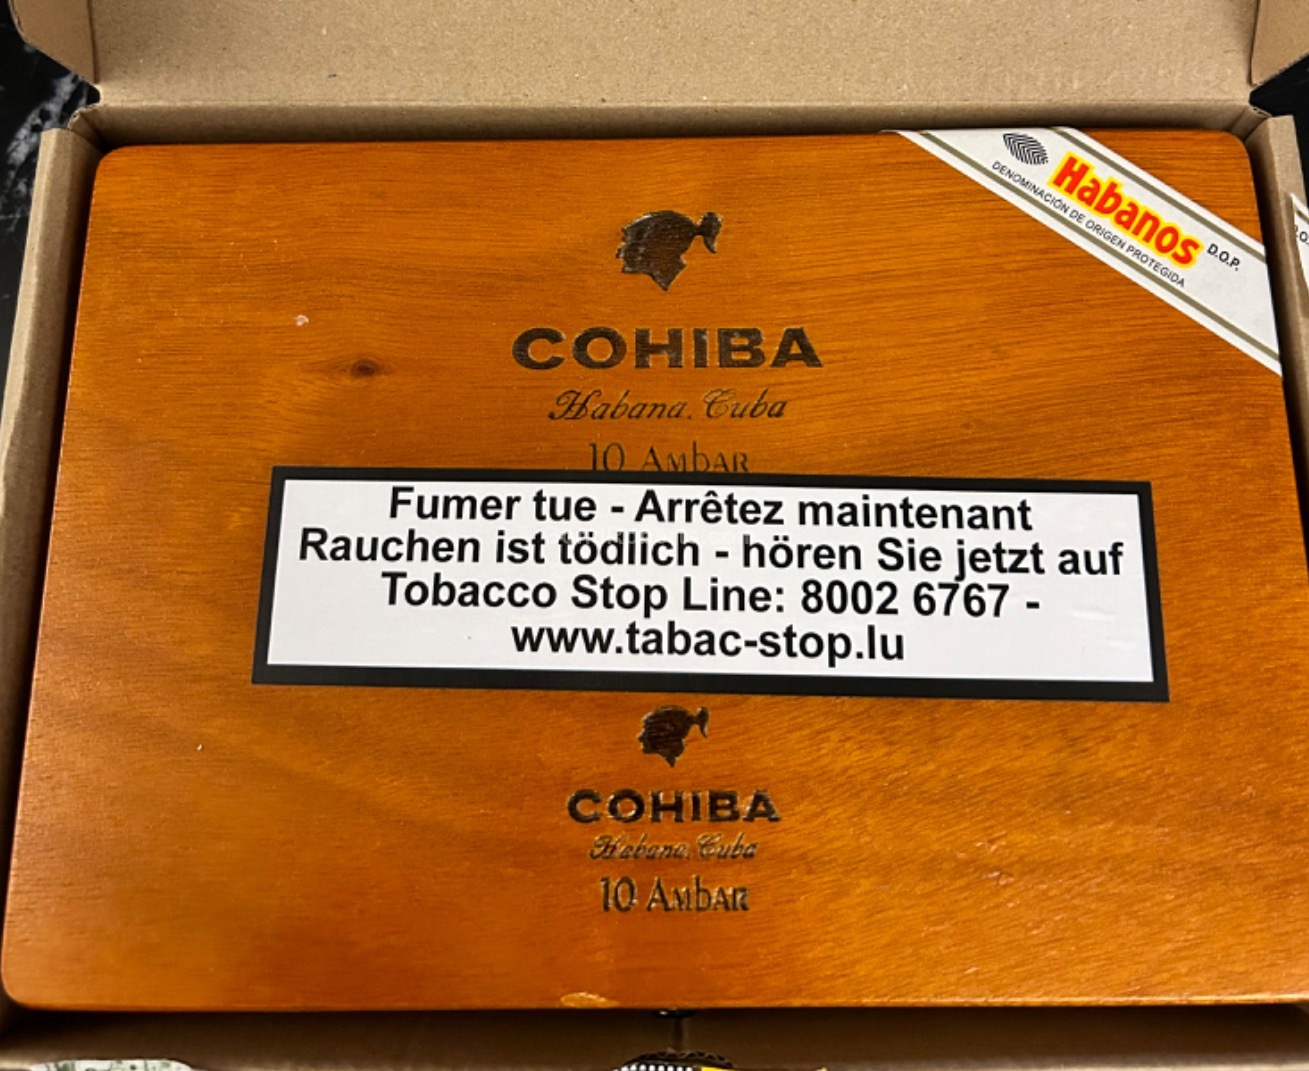 Habanos
D.O.P.
DENOMINACIÓN DE ORIGEN PROTEGIDA
COHIBA
Habana, Cuba
10 AMBAR
Fumer tue - Arrêtez maintenant
Rauchen ist tödlich - hören Sie jetzt auf
Tobacco Stop Line: 8002 6767 -
www.tabac-stop.lu
COHIBA
Habana, Cuba
10 AMBAR